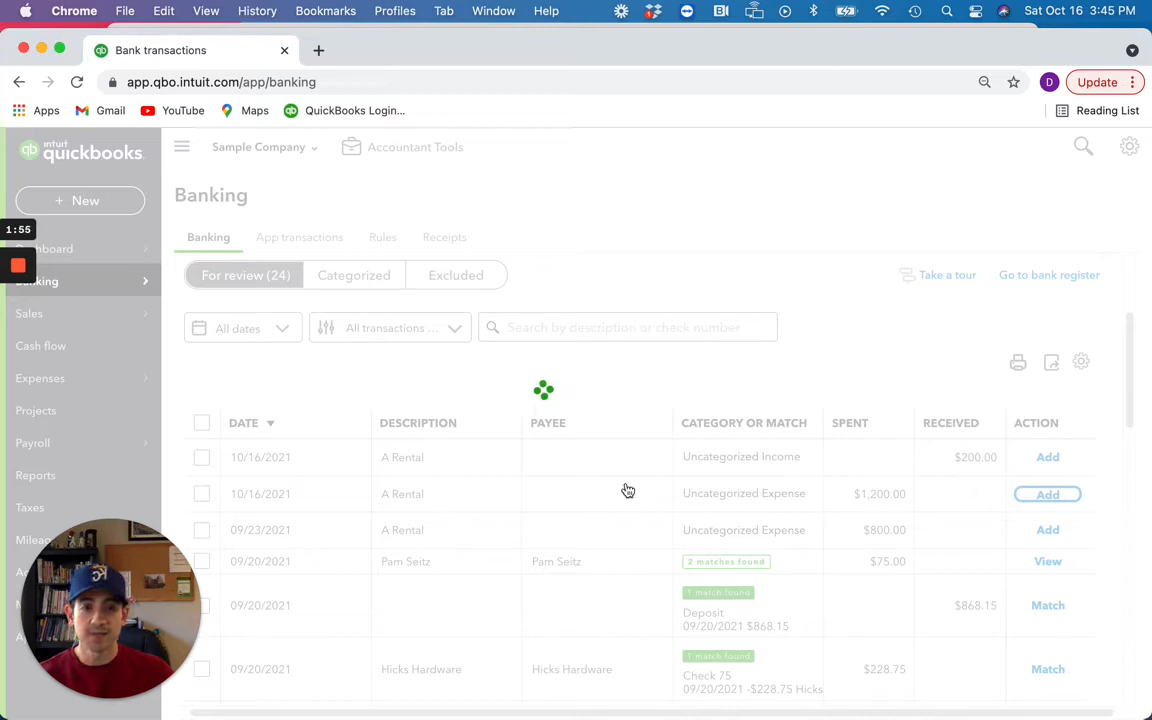 Chrome File Edit View History Bookmarks Profiles Tab Window Help Sat Oct 16 3:45 PM
Bank transactions
app.qbo.intuit.com/app/banking D Update
Apps Gmail YouTube Maps QuickBooks Login... Reading List
intuit quickbooks. Sample Company Accountant Tools
+ New
Banking
1:55
Dashboard
Banking App transactions Rules Receipts
Banking
For review (24) Categorized Excluded Take a tour Go to bank register
Sales
All dates All transactions ... Search by description or check number
Cash flow
Expenses
Projects
DATE DESCRIPTION PAYEE CATEGORY OR MATCH SPENT RECEIVED ACTION
Payroll
10/16/2021 A Rental Uncategorized Income $200.00 Add
Reports
10/16/2021 A Rental Uncategorized Expense $1,200.00 Add
Taxes
09/23/2021 A Rental Uncategorized Expense $800.00 Add
09/20/2021 Pam Seitz Pam Seitz 2 matches found $75.00 View
1 match found
09/20/2021 Deposit $868.15 Match
09/20/2021 $868.15
1 match found
09/20/2021 Hicks Hardware Hicks Hardware Check 75 $228.75 Match
09/20/2021 -$228.75 Hicks